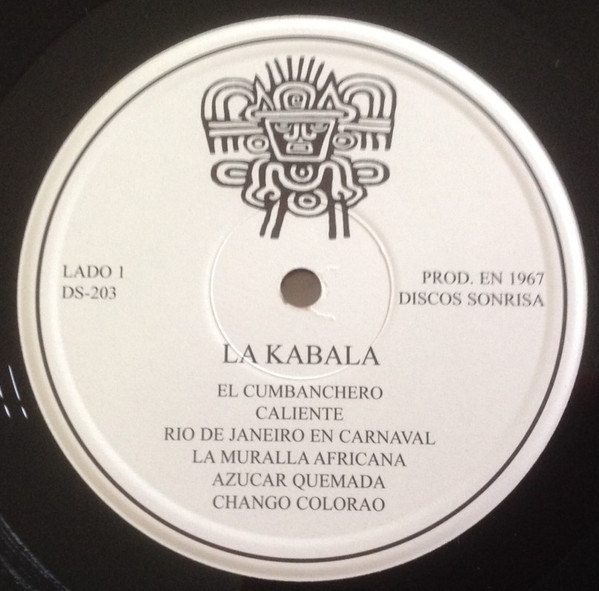 LADO 1
DS-203
PROD. EN 1967
DISCOS SONRISA
LA KABALA
EL CUMBANCHERO
CALIENTE
RIO DE JANEIRO EN CARNAVAL
LA MURALLA AFRICANA
AZUCAR QUEMADA
CHANGO COLORAO